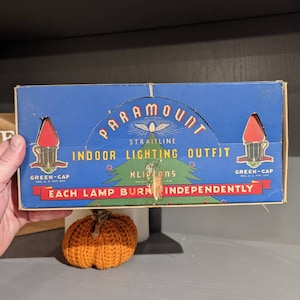 PARAMOUNT
STRAITLINE
INDOOR LIGHTING OUTFIT
GREEN-CAP
GREEN-CAP
EACH LAMP BURNS INDEPENDENTLY